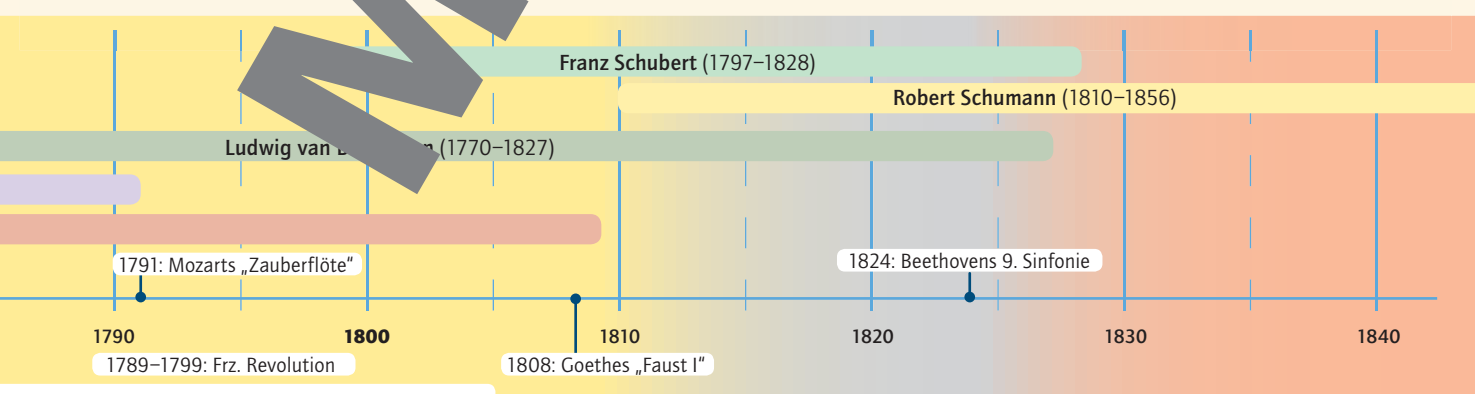 Franz Schubert (1797–1828)
Robert Schumann (1810–1856)
Ludwig van (1770–1827)
1791: Mozarts „Zauberflöte“
1824: Beethovens 9. Sinfonie
1790
1800
1810
1820
1830
1840
1789–1799: Frz. Revolution
1808: Goethes „Faust I“